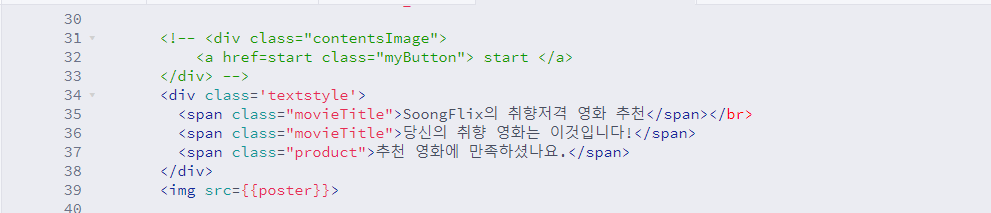 30
31 <!-- <div class="contentsImage">
32 <a href=start class="myButton"> start </a>
33 </div> -->
34 <div class='textstyle'>
35 <span class="movieTitle">SoongFlix의 취향저격 영화 추천</span></br>
36 <span class="movieTitle">당신의 취향 영화는 이것입니다!</span>
37 <span class="product">추천 영화에 만족하셨나요.</span>
38 </div>
39 <img src={{poster}}>
40